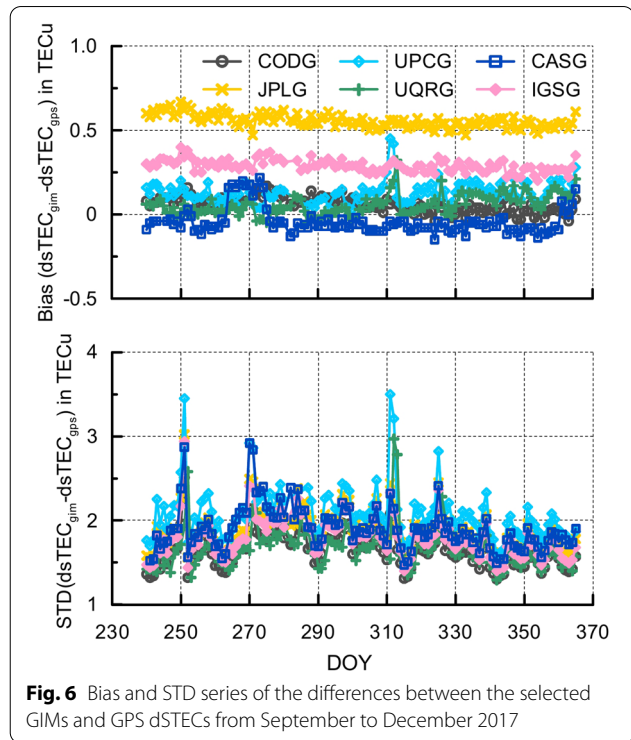 1.0
0.5
0
-0.5
Bias (dsTEC_gim-dsTEC_gps) in TECu
CODG UPCG CASG
JPLG UQRG IGSG
4
3
2
1
STD(dsTEC_gim-dsTEC_gps) in TECu
230 250 270 290 310 330 350 370
DOY
Fig. 6 Bias and STD series of the differences between the selected
GIMs and GPS dSTECs from September to December 2017